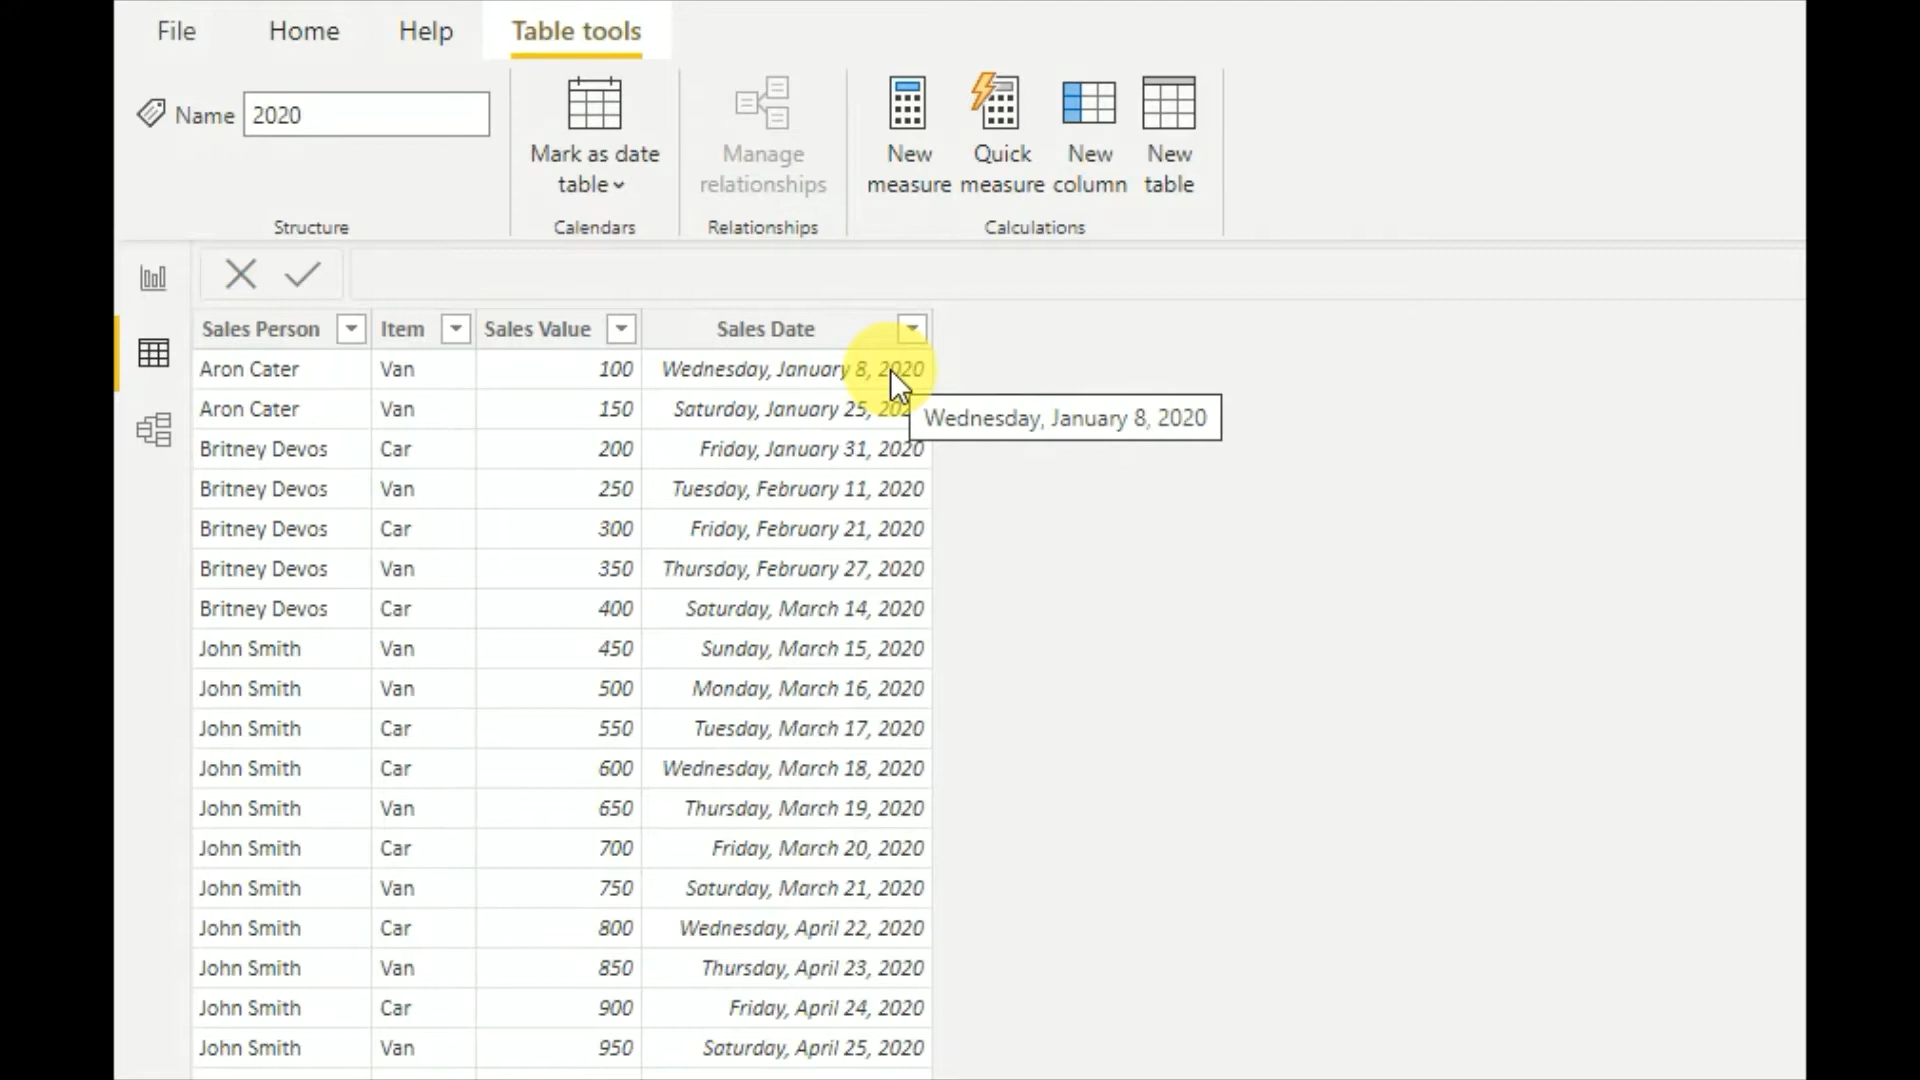 File Home Help Table tools
Name 2020
Mark as date table
Manage relationships
New measure
Quick measure
New column
New table
Structure Calendars Relationships Calculations
Sales Person Item Sales Value Sales Date
Aron Cater Van 100 Wednesday, January 8, 2020
Aron Cater Van 150 Saturday, January 25, 202
Wednesday, January 8, 2020
Britney Devos Car 200 Friday, January 31, 2020
Britney Devos Van 250 Tuesday, February 11, 2020
Britney Devos Car 300 Friday, February 21, 2020
Britney Devos Van 350 Thursday, February 27, 2020
Britney Devos Car 400 Saturday, March 14, 2020
John Smith Van 450 Sunday, March 15, 2020
John Smith Van 500 Monday, March 16, 2020
John Smith Car 550 Tuesday, March 17, 2020
John Smith Car 600 Wednesday, March 18, 2020
John Smith Van 650 Thursday, March 19, 2020
John Smith Car 700 Friday, March 20, 2020
John Smith Van 750 Saturday, March 21, 2020
John Smith Car 800 Wednesday, April 22, 2020
John Smith Van 850 Thursday, April 23, 2020
John Smith Car 900 Friday, April 24, 2020
John Smith Van 950 Saturday, April 25, 2020